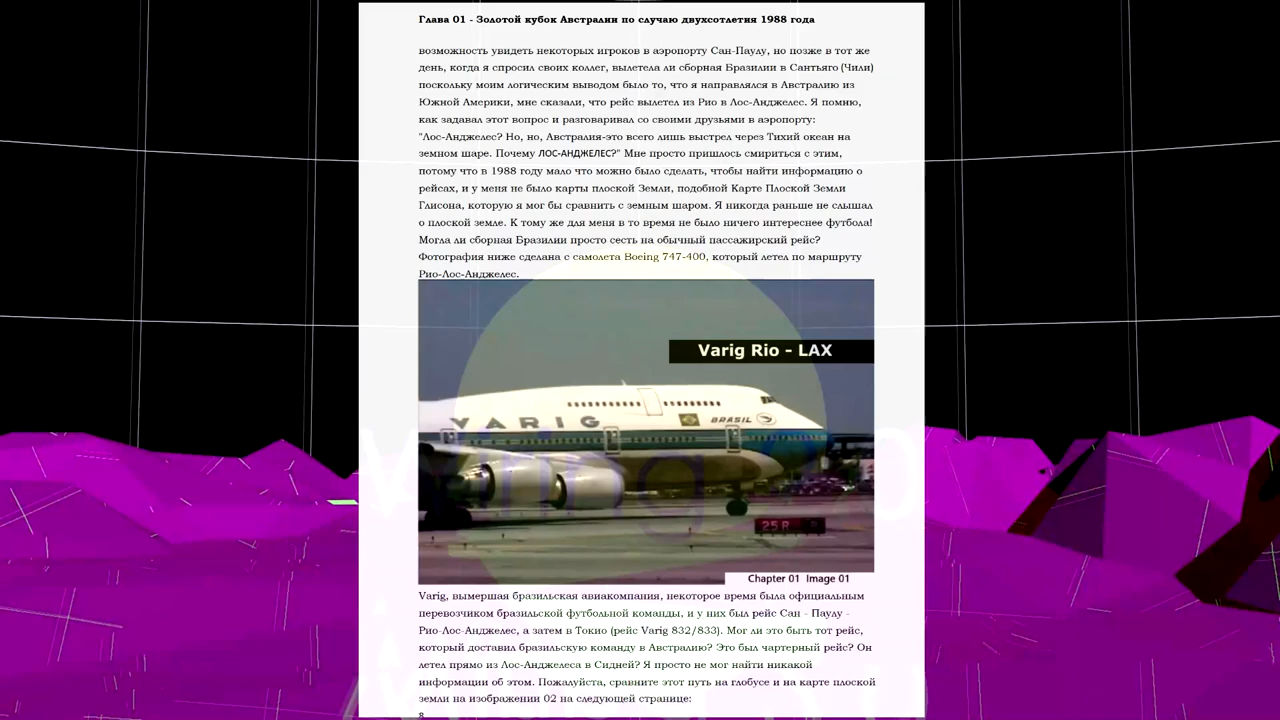 Глава 01 - Золотой кубок Австралии по случаю двухсотлетия 1988 года
возможность увидеть некоторых игроков в аэропорту Сан-Паулу, но позже в тот же
день, когда я спросил своих коллег, вылетела ли сборная Бразилии в Сантьяго (Чили)
поскольку моим логическим выводом было то, что я направлялся в Австралию из
Южной Америки, мне сказали, что рейс вылетел из Рио в Лос-Анджелес. Я помню,
как задавал этот вопрос и разговаривал со своими друзьями в аэропорту:
"Лос-Анджелес? Но, но, Австралия-это всего лишь выстрел через Тихий океан на
земном шаре. Почему ЛОС-АНДЖЕЛЕС?" Мне просто пришлось смириться с этим,
потому что в 1988 году мало что можно было сделать, чтобы найти информацию о
рейсах, и у меня не было карты плоской Земли, подобной Карте Плоской Земли
Глисона, которую я мог бы сравнить с земным шаром. Я никогда раньше не слышал
о плоской земле. К тому же для меня в то время не было ничего интереснее футбола!
Могла ли сборная Бразилии просто сесть на обычный пассажирский рейс?
Фотография ниже сделана с самолета Boeing 747-400, который летел по маршруту
Рио-Лос-Анджелес.
Varig Rio - LAX
VARIG
BRASIL
25 R
Chapter 01 Image 01
Varig, вымершая бразильская авиакомпания, некоторое время была официальным
перевозчиком бразильской футбольной команды, и у них был рейс Сан - Паулу -
Рио-Лос-Анджелес, а затем в Токио (рейс Varig 832/833). Мог ли это быть тот рейс,
который доставил бразильскую команду в Австралию? Это был чартерный рейс? Он
летел прямо из Лос-Анджелеса в Сидней? Я просто не мог найти никакой
информации об этом. Пожалуйста, сравните этот путь на глобусе и на карте плоской
земли на изображении 02 на следующей странице:
8